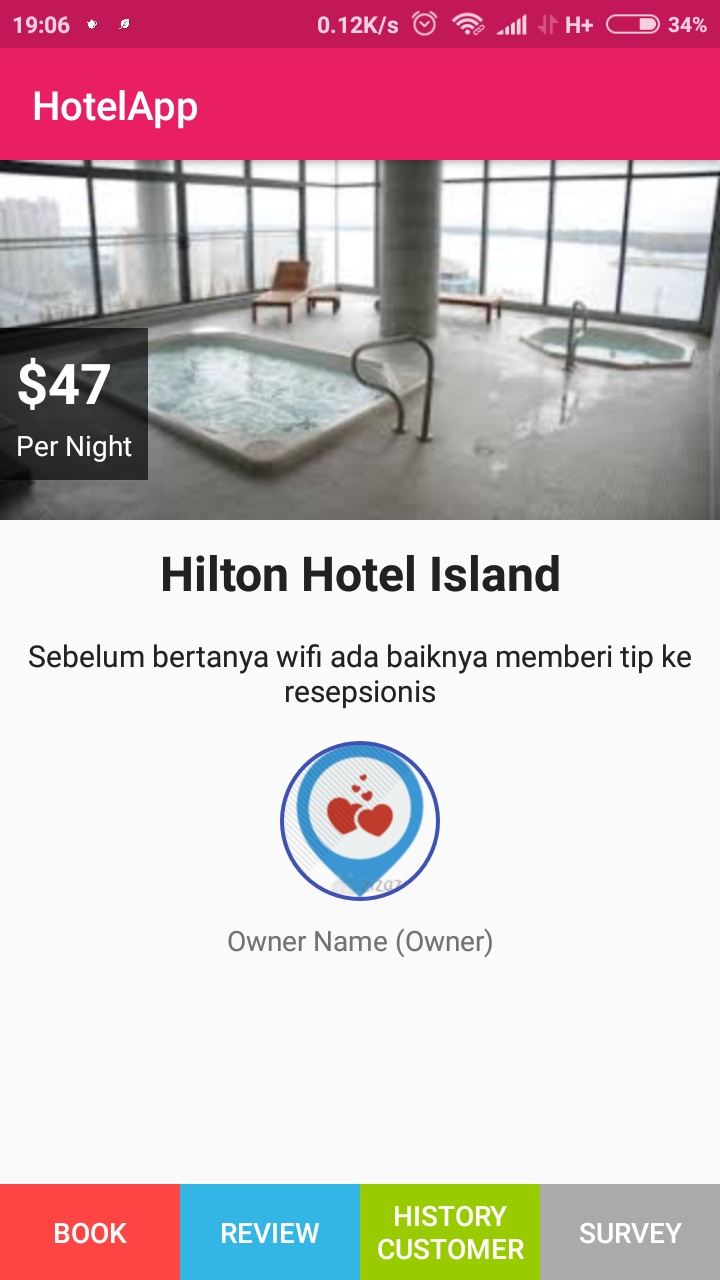 19:06 0.12K/s H+ 34%
HotelApp
$47
Per Night
Hilton Hotel Island
Sebelum bertanya wifi ada baiknya memberi tip ke
resepsionis
Owner Name (Owner)
BOOK
REVIEW
HISTORY
CUSTOMER
SURVEY